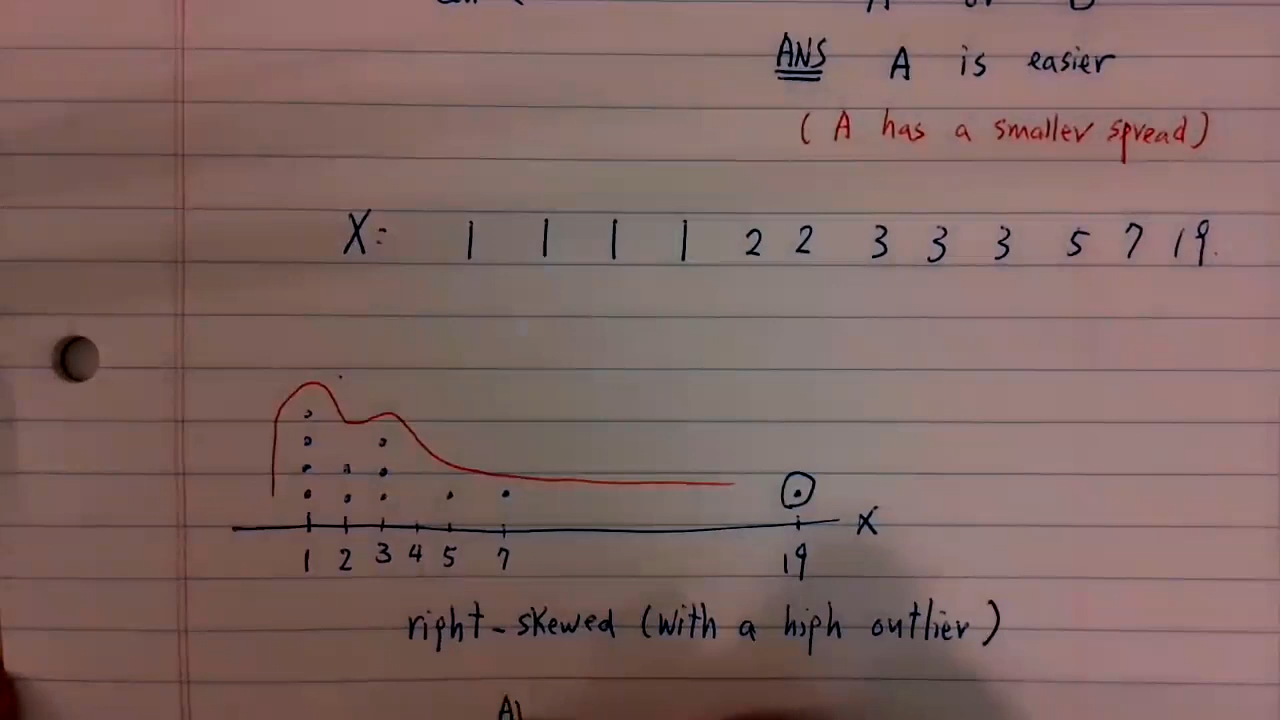 A or B
ANS A is easier
(A has a smaller spread)
X: 1 1 1 1 2 2 3 3 3 5 7 19.
X
1 2 3 4 5 7 19
right-skewed (with a high outlier)